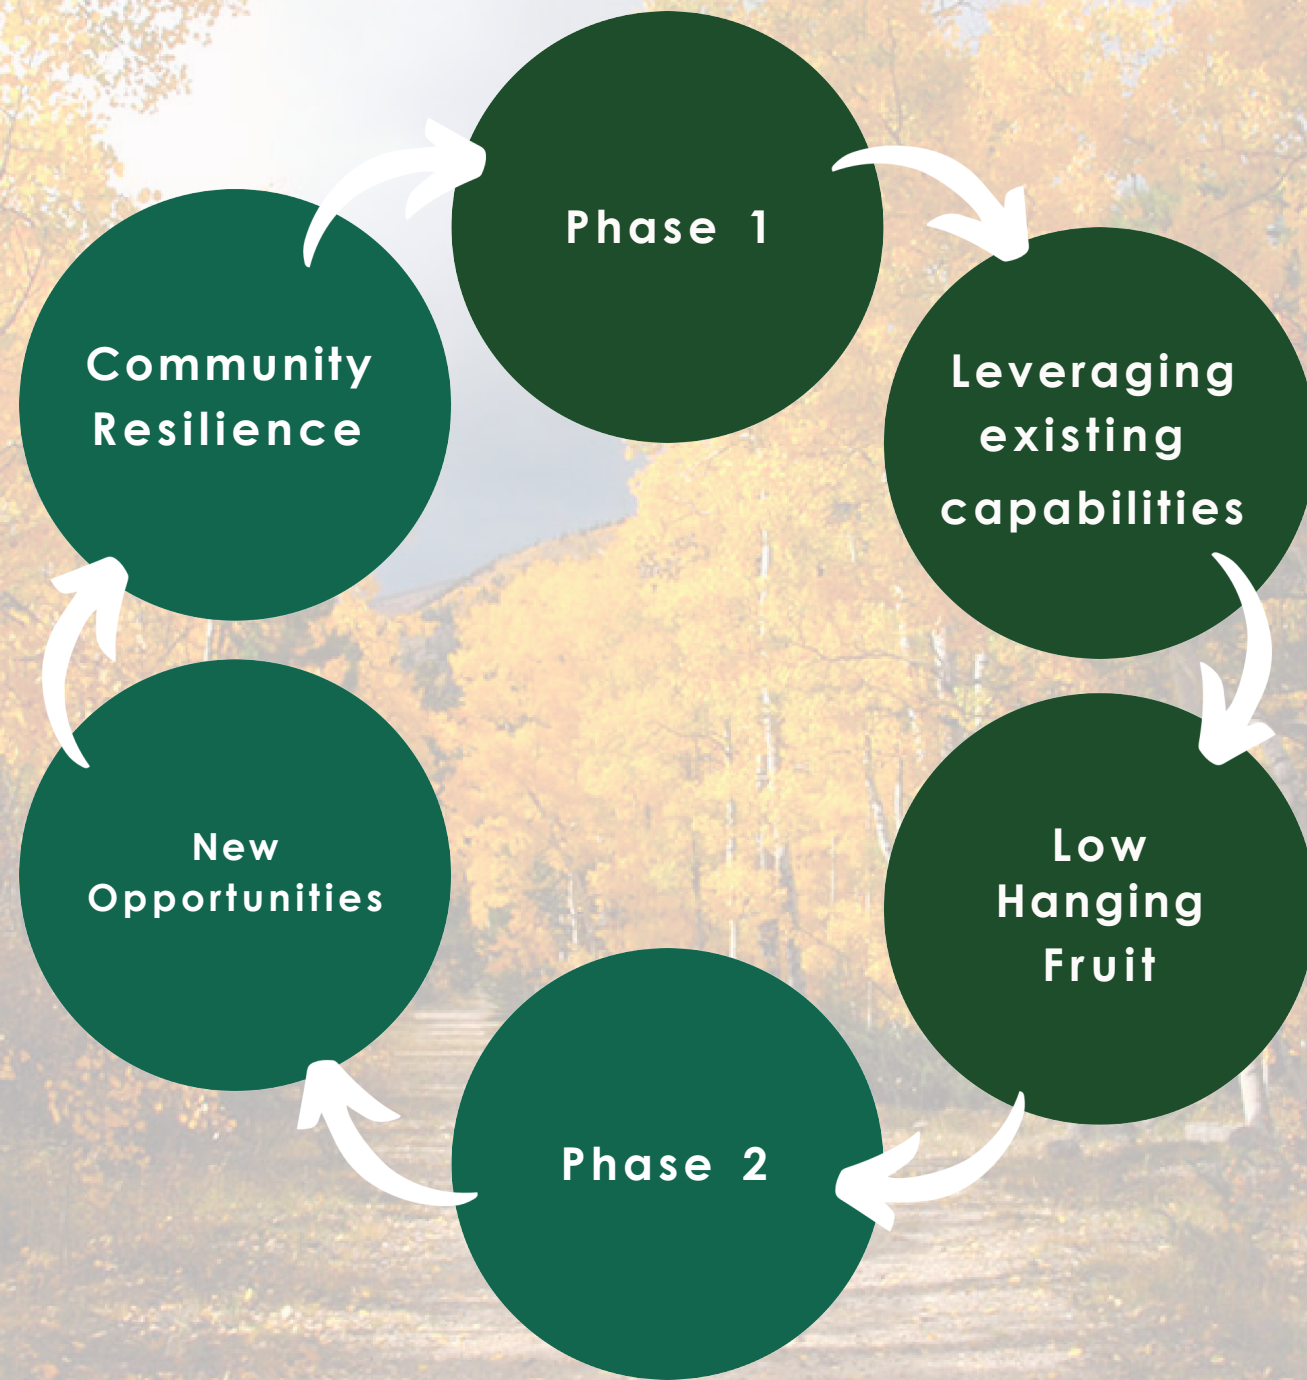 Phase 1
Leveraging
existing
capabilities
Low
Hanging
Fruit
Phase 2
New
Opportunities
Community
Resilience